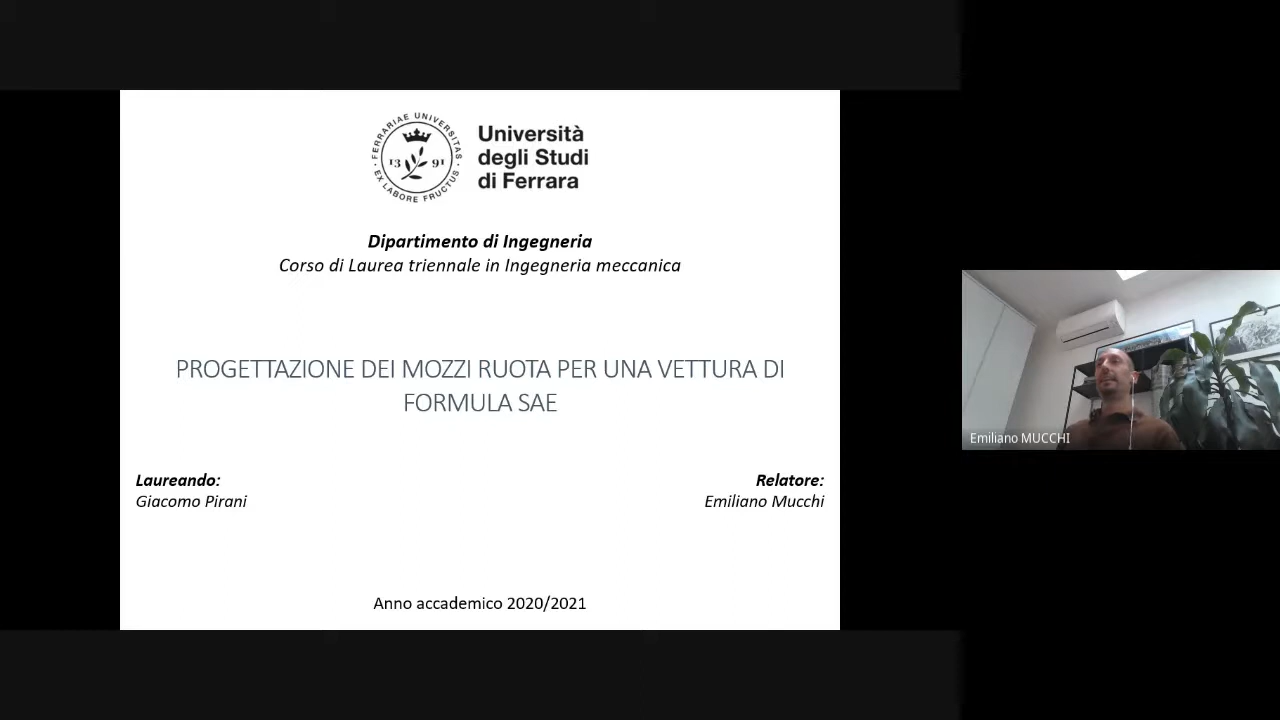 FERRARIAE UNIVERSITAS
13 91
EX LABORE FRUCTUS
Università
degli Studi
di Ferrara
Dipartimento di Ingegneria
Corso di Laurea triennale in Ingegneria meccanica
PROGETTAZIONE DEI MOZZI RUOTA PER UNA VETTURA DI
FORMULA SAE
Laureando:
Giacomo Pirani
Relatore:
Emiliano Mucchi
Anno accademico 2020/2021
Emiliano MUCCHI